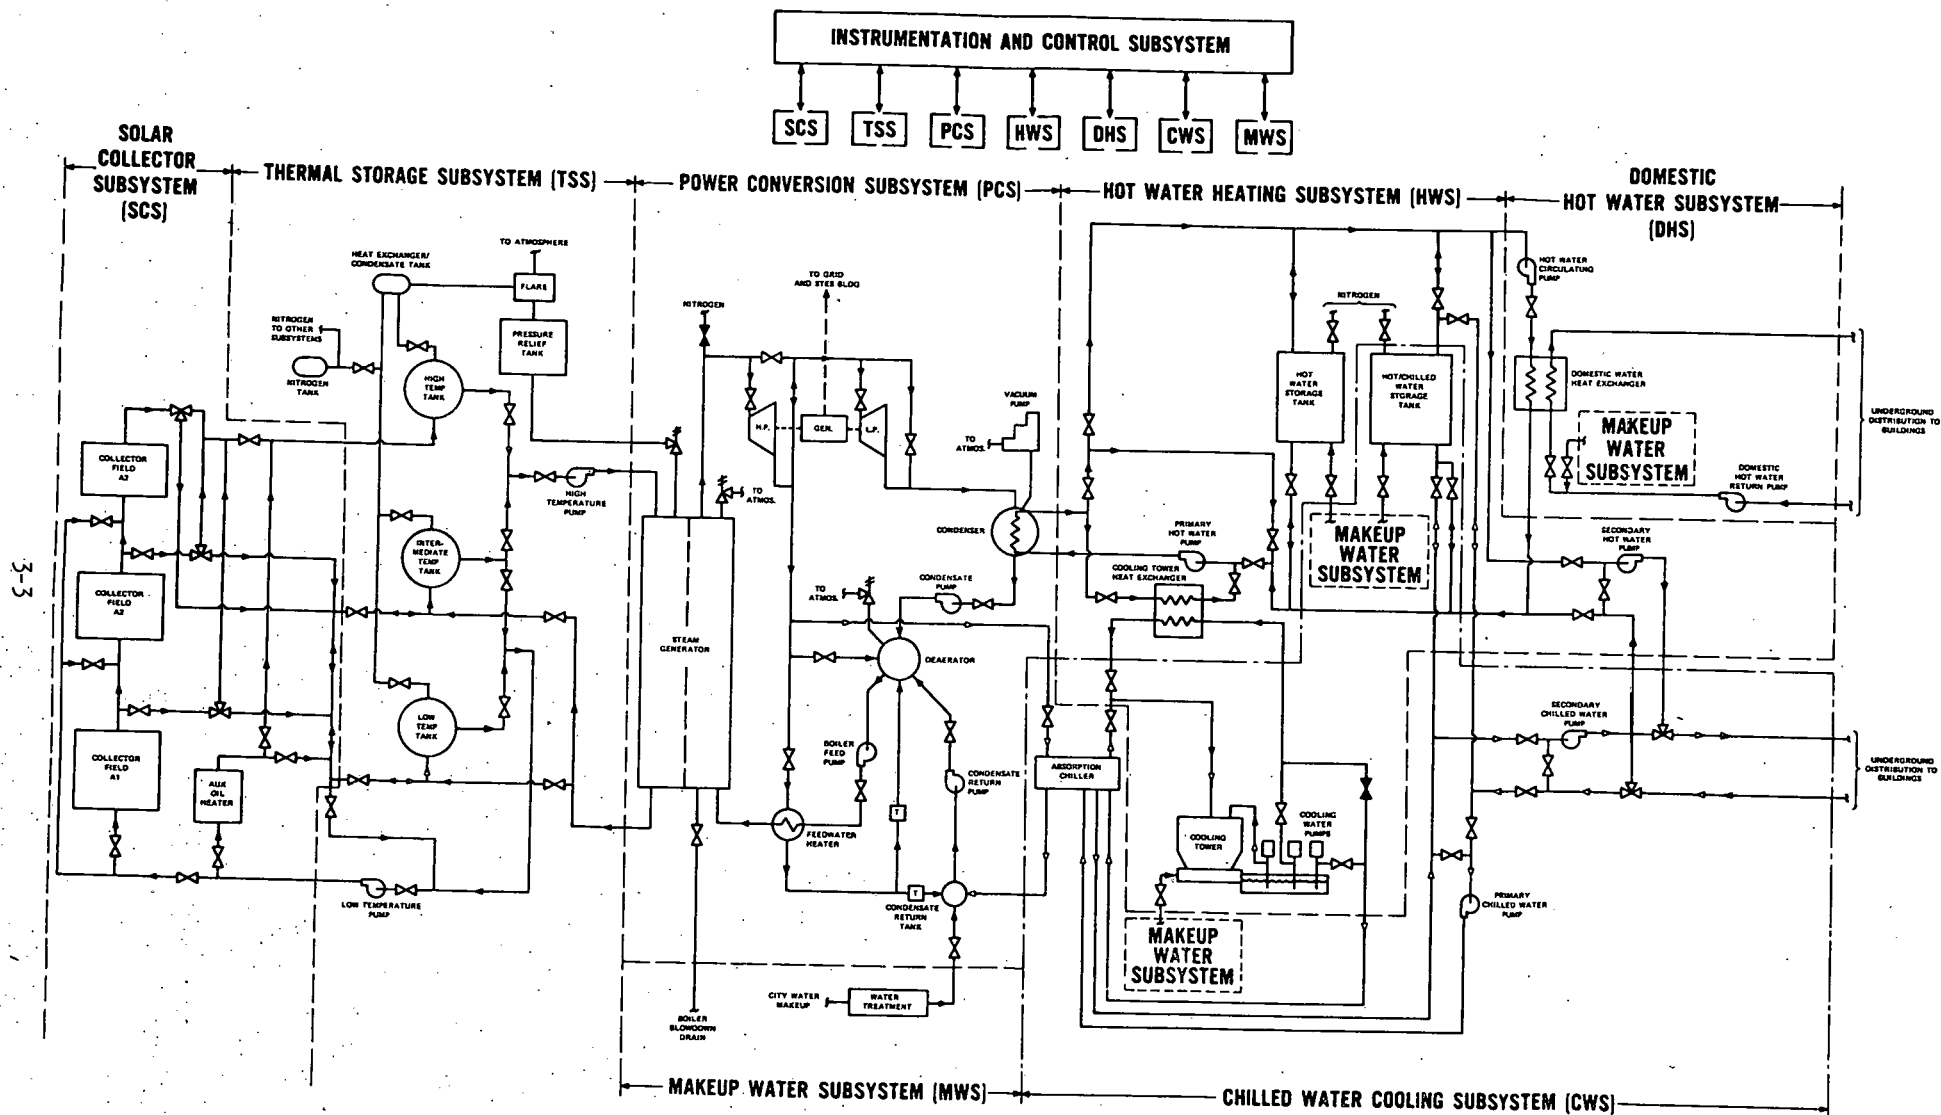 INSTRUMENTATION AND CONTROL SUBSYSTEM
SCS
TSS
PCS
HWS
DHS
CWS
MWS
SOLAR
COLLECTOR
SUBSYSTEM
(SCS)
THERMAL STORAGE SUBSYSTEM (TSS)
POWER CONVERSION SUBSYSTEM (PCS)
HOT WATER HEATING SUBSYSTEM (HWS)
DOMESTIC
HOT WATER SUBSYSTEM
(DHS)
TO ATMOSPHERE
HEAT EXCHANGER/
CONDENSATE TANK
FLARE
NITROGEN
TO OTHER
SUBSYSTEMS
PRESSURE
RELIEF
TANK
NITROGEN
TANK
HIGH
TEMP
TANK
COLLECTOR
FIELD
A3
HIGH
TEMPERATURE
PUMP
INTER-
MEDIATE
TEMP
TANK
COLLECTOR
FIELD
A2
LOW
TEMP
TANK
COLLECTOR
FIELD
A1
AUX
OIL
HEATER
LOW TEMPERATURE
PUMP
3-3
TO GRID
AND STES BLDG
NITROGEN
H.P.
GEN.
L.P.
VACUUM
PUMP
TO
ATMOS.
TO
ATMOS.
CONDENSER
CONDENSATE
PUMP
TO
ATMOS.
STEAM
GENERATOR
DEAERATOR
BOILER
FEED
PUMP
CONDENSATE
RETURN
PUMP
T
FEEDWATER
HEATER
T
CONDENSATE
RETURN
TANK
CITY WATER
MAKEUP
WATER
TREATMENT
BOILER
BLOWDOWN
DRAIN
MAKEUP WATER SUBSYSTEM (MWS)
NITROGEN
HOT
WATER
STORAGE
TANK
HOT/CHILLED
WATER
STORAGE
TANK
PRIMARY
HOT WATER
PUMP
COOLING TOWER
HEAT EXCHANGER
MAKEUP
WATER
SUBSYSTEM
HOT WATER
CIRCULATING
PUMP
DOMESTIC WATER
HEAT EXCHANGER
MAKEUP
WATER
SUBSYSTEM
DOMESTIC
HOT WATER
RETURN PUMP
UNDERGROUND
DISTRIBUTION TO
BUILDINGS
SECONDARY
HOT WATER
PUMP
SECONDARY
CHILLED WATER
PUMP
UNDERGROUND
DISTRIBUTION TO
BUILDINGS
ABSORPTION
CHILLER
COOLING
TOWER
COOLING
WATER
PUMPS
PRIMARY
CHILLED WATER
PUMP
MAKEUP
WATER
SUBSYSTEM
CHILLED WATER COOLING SUBSYSTEM (CWS)